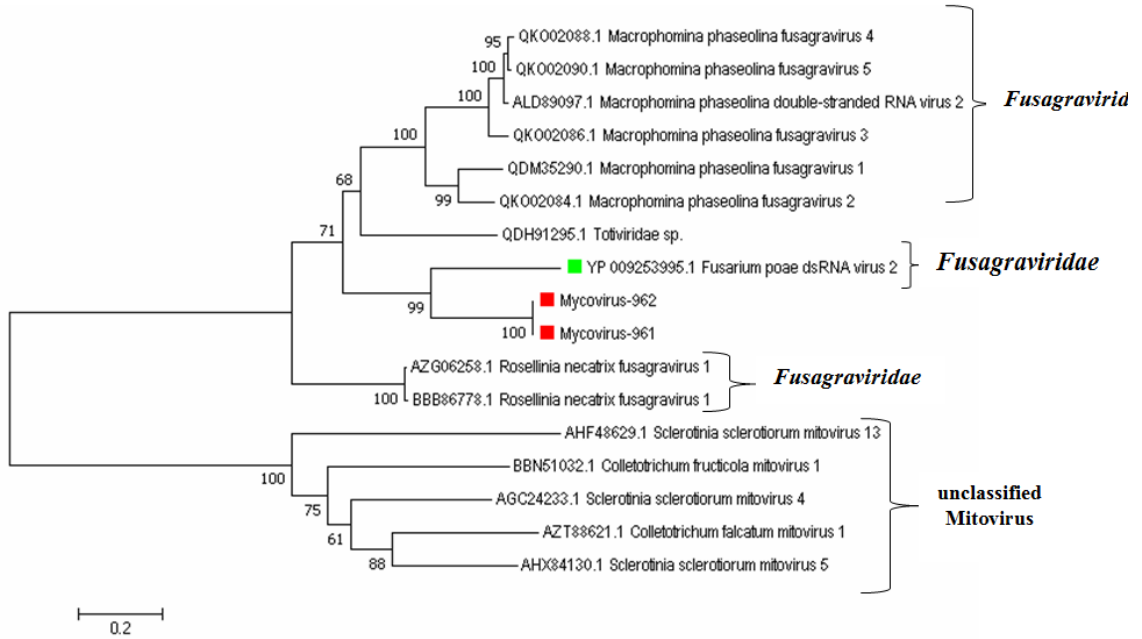 95
QKO02088.1 Macrophomina phaseolina fusagravirus 4
100
QKO02090.1 Macrophomina phaseolina fusagravirus 5
100
ALD89097.1 Macrophomina phaseolina double-stranded RNA virus 2
Fusagravirid
100
QKO02086.1 Macrophomina phaseolina fusagravirus 3
68
QDM35290.1 Macrophomina phaseolina fusagravirus 1
99
QKO02084.1 Macrophomina phaseolina fusagravirus 2
71
QDH91295.1 Totiviridae sp.
YP 009253995.1 Fusarium poae dsRNA virus 2
Fusagraviridae
99
Mycovirus-962
100
Mycovirus-961
AZG06258.1 Rosellinia necatrix fusagravirus 1
Fusagraviridae
100
BBB86778.1 Rosellinia necatrix fusagravirus 1
AHF48629.1 Sclerotinia sclerotiorum mitovirus 13
100
BBN51032.1 Colletotrichum fructicola mitovirus 1
75
AGC24233.1 Sclerotinia sclerotiorum mitovirus 4
unclassified
Mitovirus
61
AZT88621.1 Colletotrichum falcatum mitovirus 1
88
AHX84130.1 Sclerotinia sclerotiorum mitovirus 5
0.2